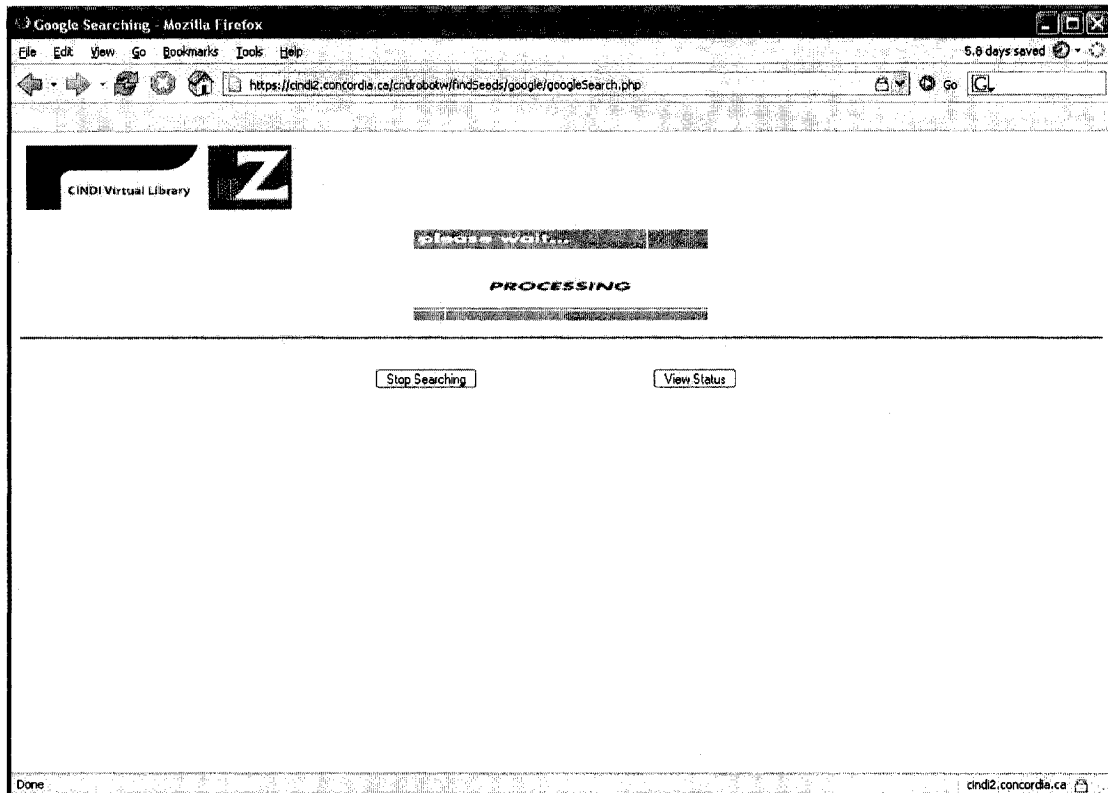 Google Searching - Mozilla Firefox
File Edit View Go Bookmarks Tools Help 5.8 days saved
https://cindi2.concordia.ca/cndrobotw/findSeeds/google/googleSearch.php Go G
CINDI Virtual Library Z
please wait...
PROCESSING
Stop Searching View Status
Done cindi2.concordia.ca